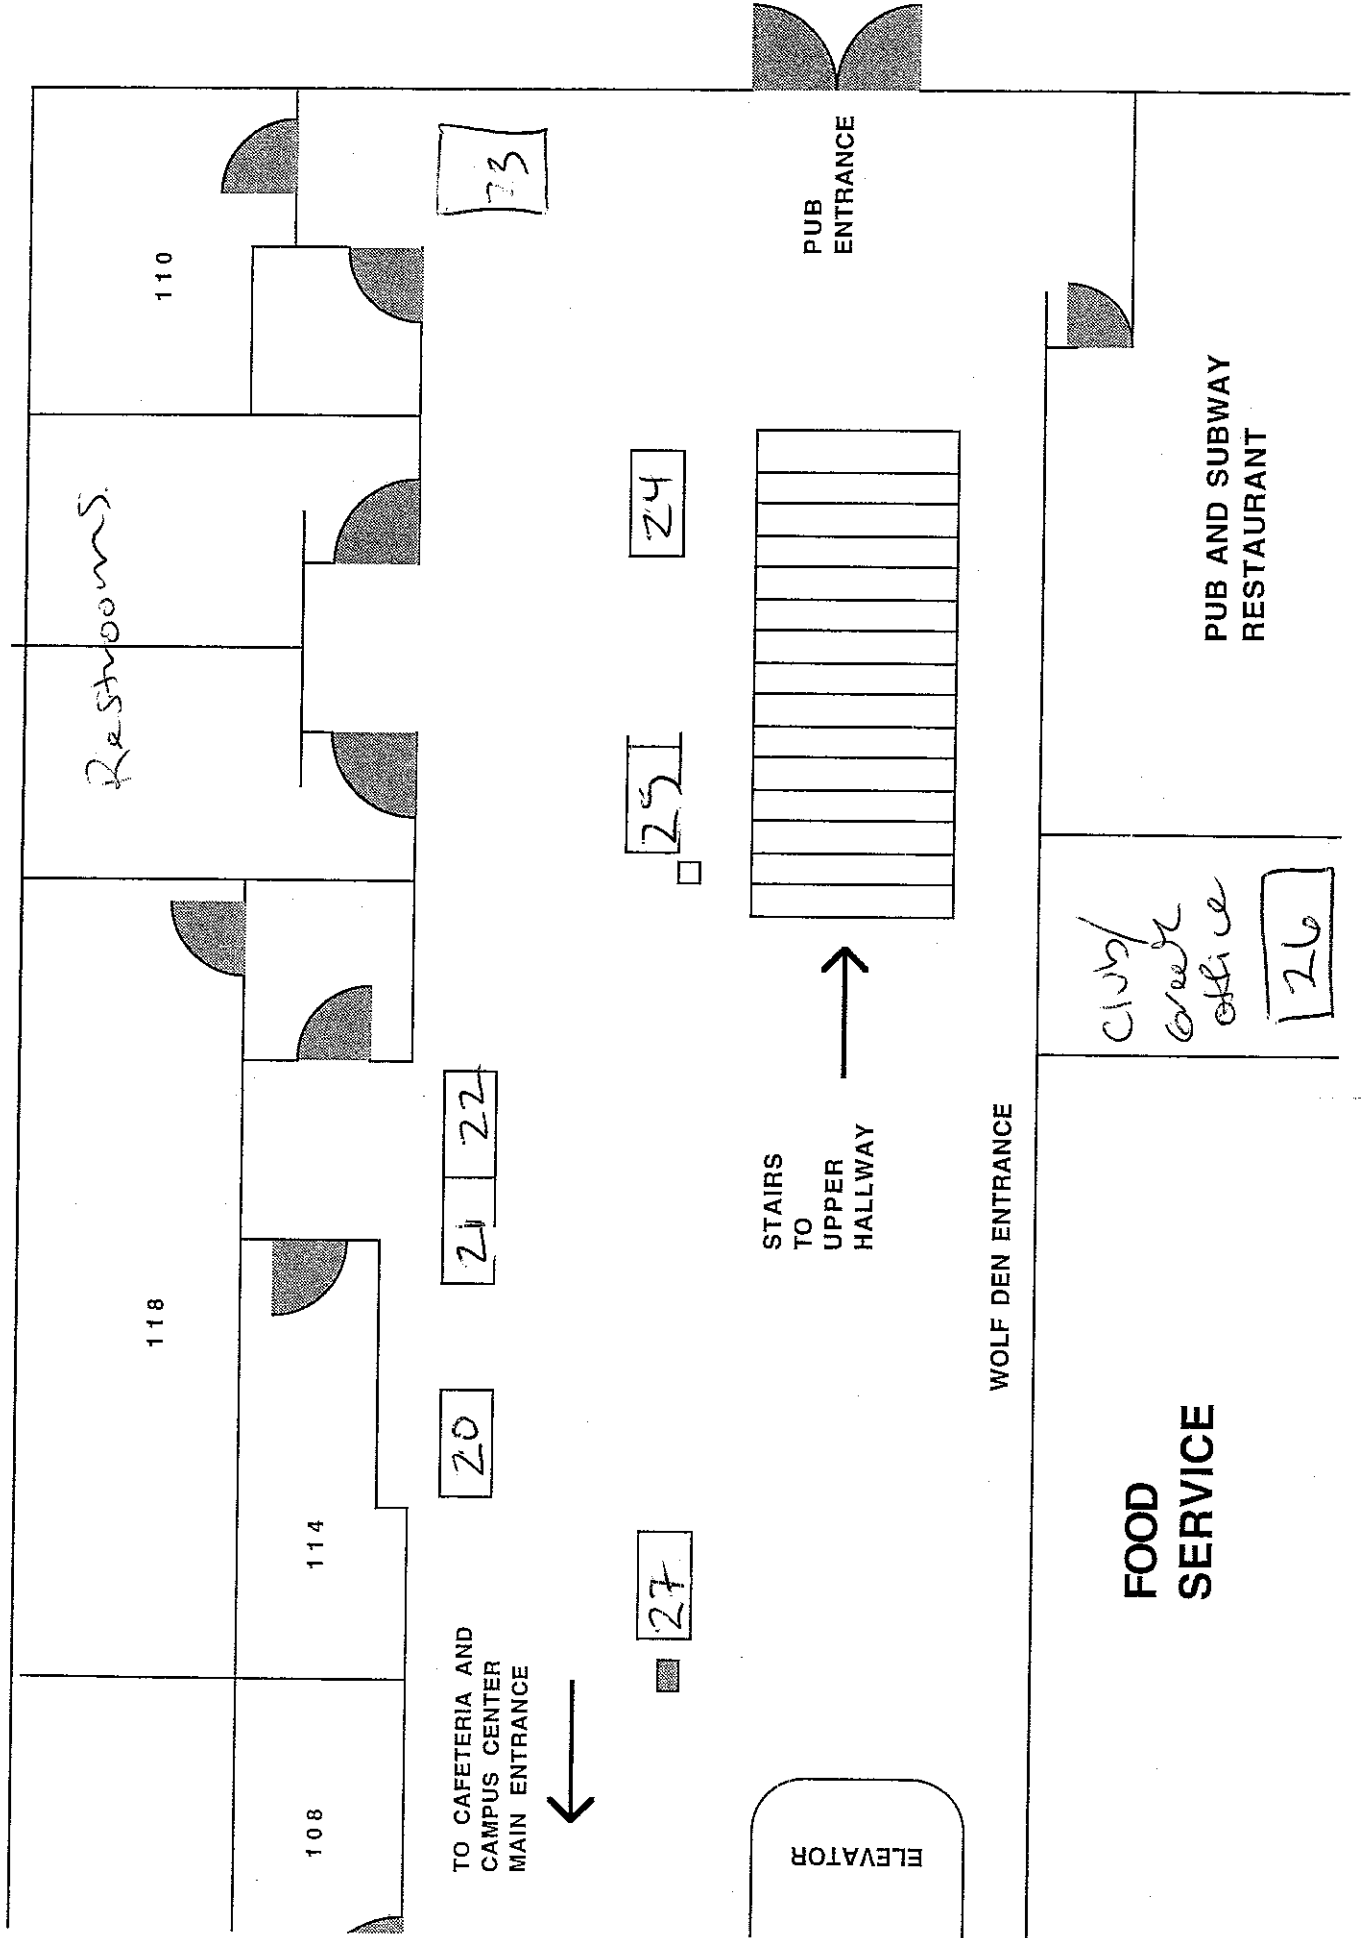 110
Restrooms.
118
114
108
23
22
21
20
24
25
27
TO CAFETERIA AND
CAMPUS CENTER
MAIN ENTRANCE
PUB
ENTRANCE
STAIRS
TO
UPPER
HALLWAY
ELEVATOR
WOLF DEN ENTRANCE
PUB AND SUBWAY
RESTAURANT
Club/
Greek
office
26
FOOD
SERVICE